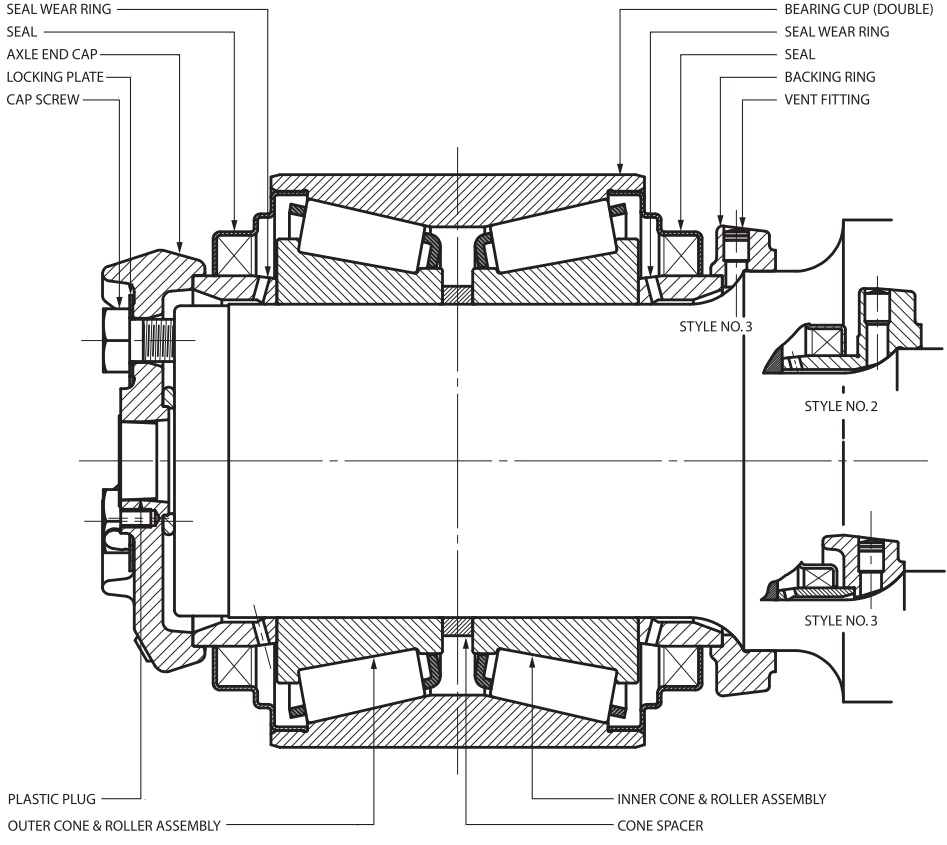 SEAL WEAR RING
SEAL
AXLE END CAP
LOCKING PLATE
CAP SCREW
BEARING CUP (DOUBLE)
SEAL WEAR RING
SEAL
BACKING RING
VENT FITTING
STYLE NO. 3
STYLE NO. 2
STYLE NO. 3
PLASTIC PLUG
OUTER CONE & ROLLER ASSEMBLY
INNER CONE & ROLLER ASSEMBLY
CONE SPACER